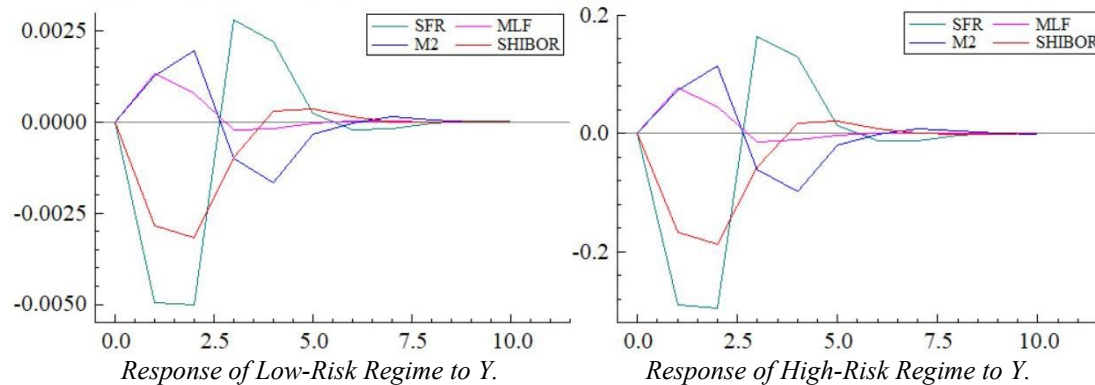 0.0025
0.0000
-0.0025
-0.0050
SFR MLF
M2 SHIBOR
0.0 2.5 5.0 7.5 10.0
Response of Low-Risk Regime to Y.
0.2
0.0
-0.2
SFR MLF
M2 SHIBOR
0.0 2.5 5.0 7.5 10.0
Response of High-Risk Regime to Y.